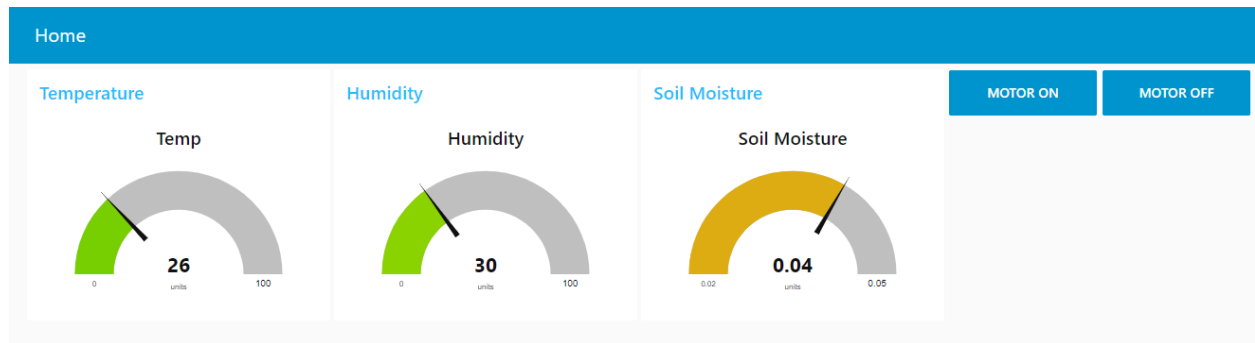 Home
Temperature
Temp
26
0
units
100
Humidity
Humidity
30
0
units
100
Soil Moisture
Soil Moisture
0.04
0.02
units
0.05
MOTOR ON
MOTOR OFF